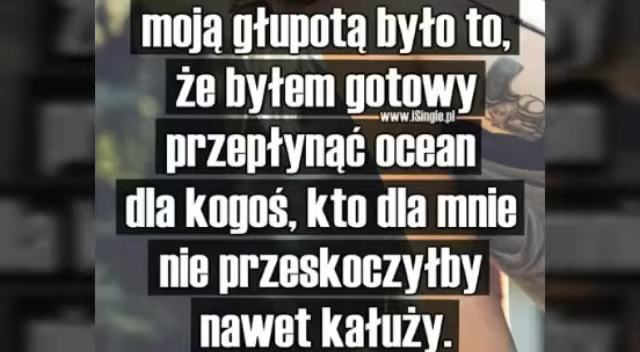 moją głupotą było to,
że byłem gotowy
www.iSingle.pl
przepłynąć ocean
dla kogoś, kto dla mnie
nie przeskoczyłby
nawet kałuży.